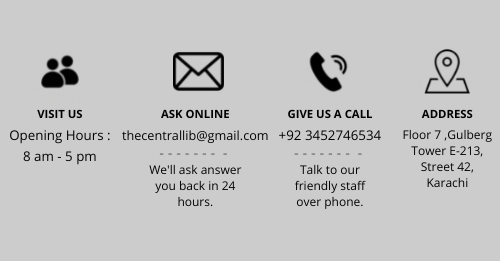 VISIT US
Opening Hours :
8 am - 5 pm
ASK ONLINE
thecentrallib@gmail.com
- - - - - - - -
We'll ask answer
you back in 24
hours.
GIVE US A CALL
+92 3452746534
- - - - - - - -
Talk to our
friendly staff
over phone.
ADDRESS
Floor 7 ,Gulberg
Tower E-213,
Street 42,
Karachi